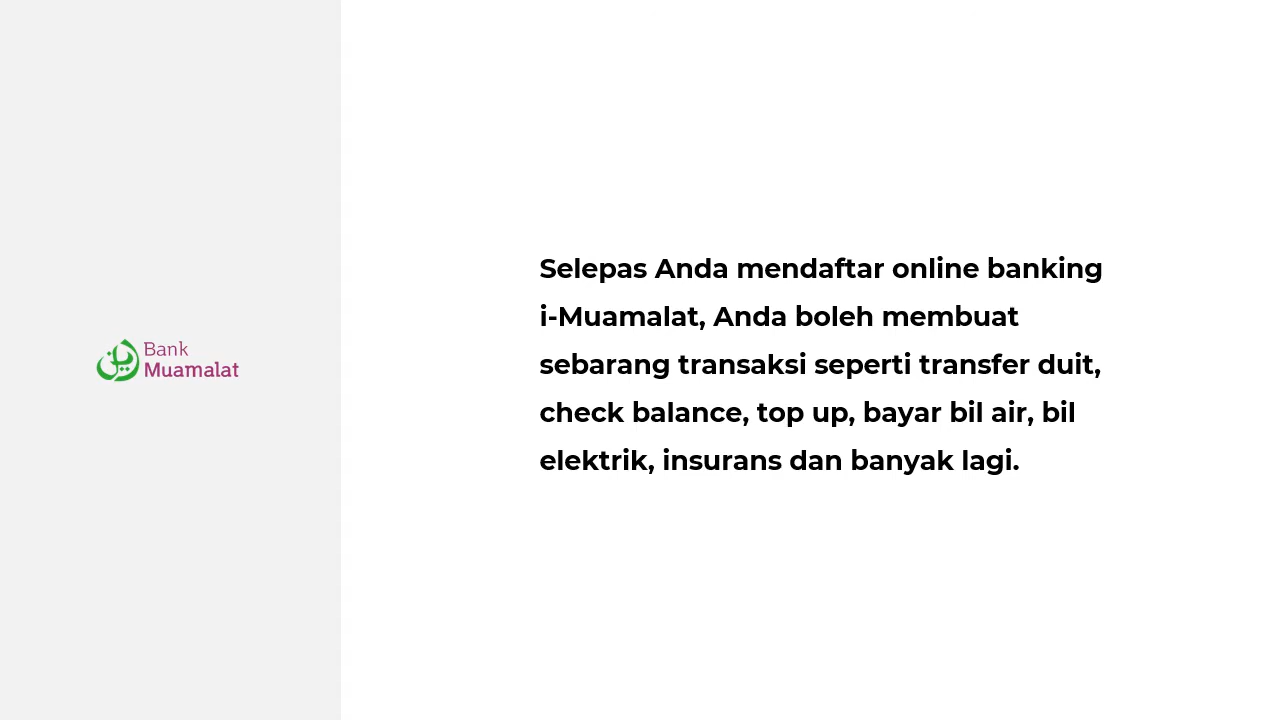 Bank
Muamalat
Selepas Anda mendaftar online banking
i-Muamalat, Anda boleh membuat
sebarang transaksi seperti transfer duit,
check balance, top up, bayar bil air, bil
elektrik, insurans dan banyak lagi.